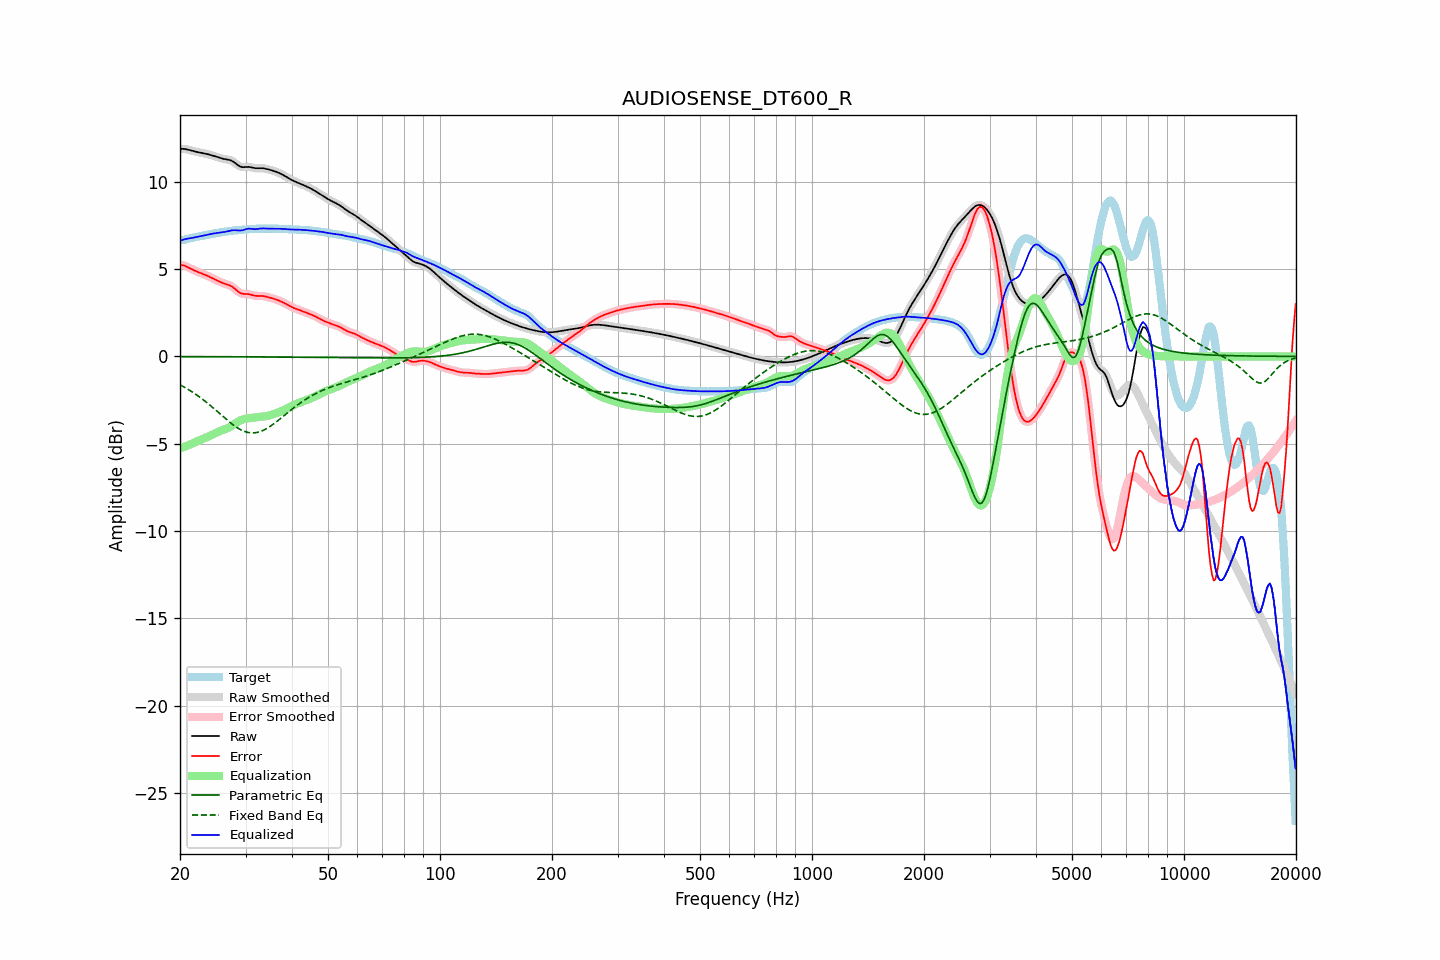 AUDIOSENSE_DT600_R
Amplitude (dBr)
10
5
0
−5
−10
−15
−20
−25
Target
Raw Smoothed
Error Smoothed
Raw
Error
Equalization
Parametric Eq
Fixed Band Eq
Equalized
20 50 100 200 500 1000 2000 5000 10000 20000
Frequency (Hz)